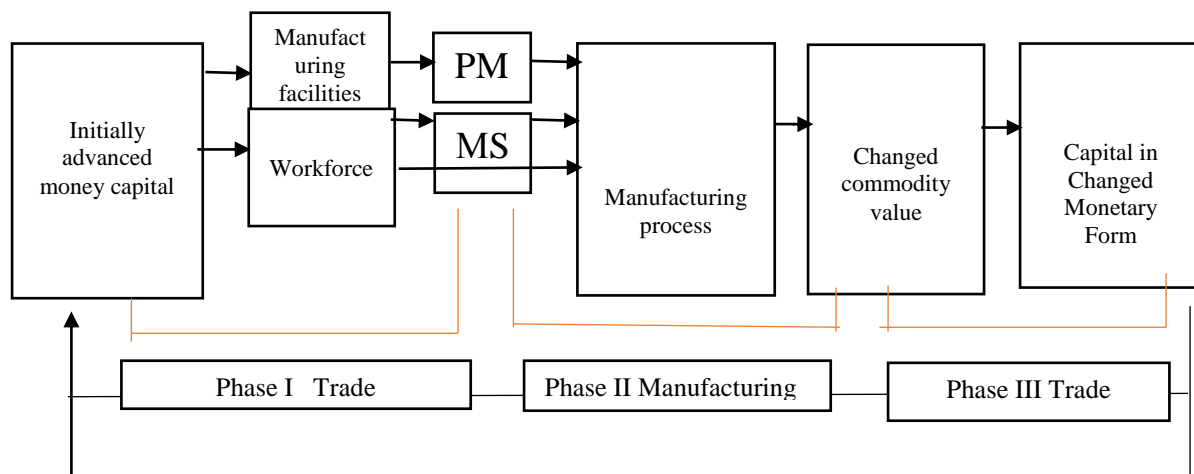 Initially
advanced
money capital
Manufact
uring
facilities
Workforce
PM
MS
Manufacturing
process
Changed
commodity
value
Capital in
Changed
Monetary
Form
Phase I Trade
Phase II Manufacturing
Phase III Trade